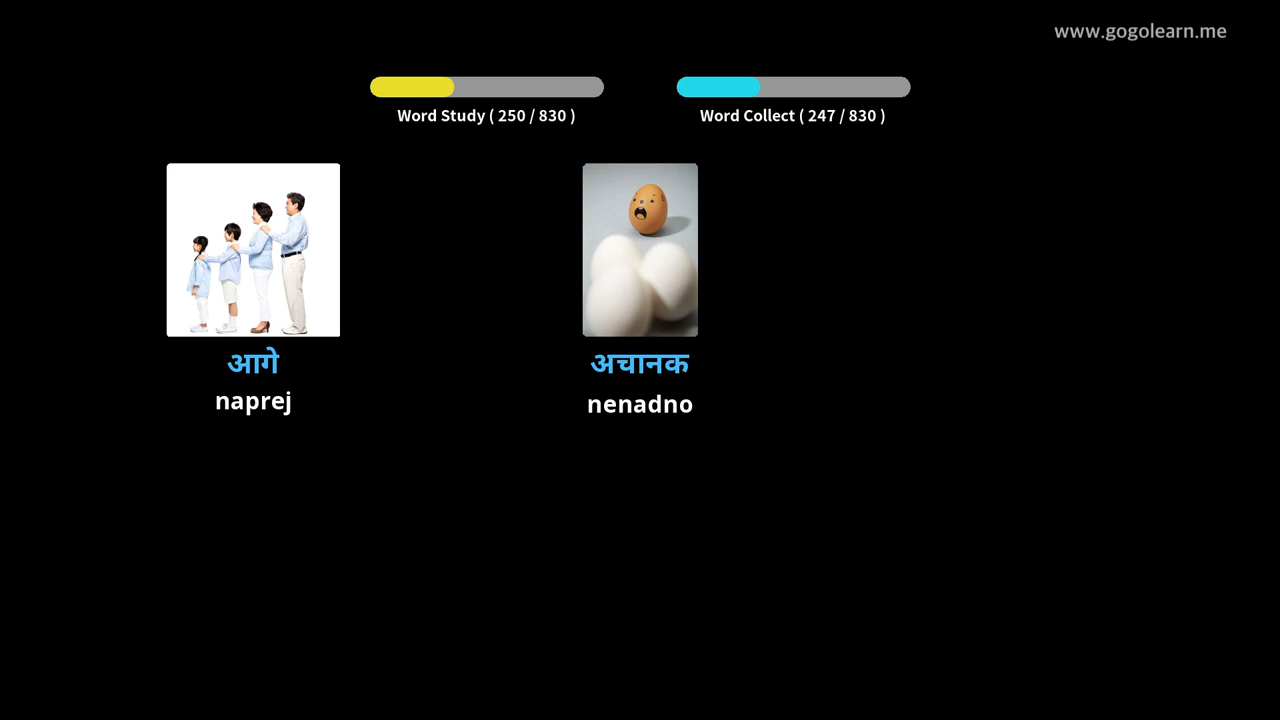 www.gogolearn.me
Word Study ( 250 / 830 )
Word Collect ( 247 / 830 )
आगे
naprej
अचानक
nenadno